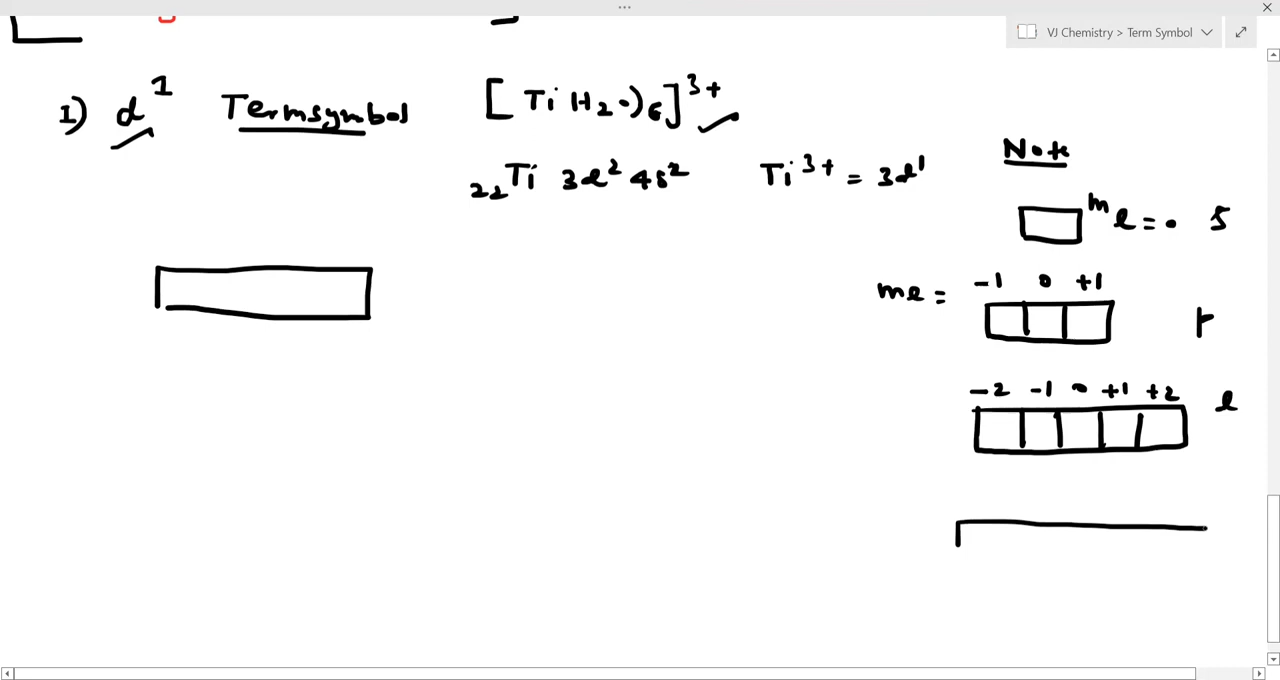 VJ Chemistry > Term Symbol
1) d¹ Termsymbol [Ti H₂O)₆]³⁺
₂₂Ti 3d² 4s² Ti³⁺ = 3d¹
Note
mℓ = 0 s
mℓ = -1 0 +1
p
-2 -1 0 +1 +2 d